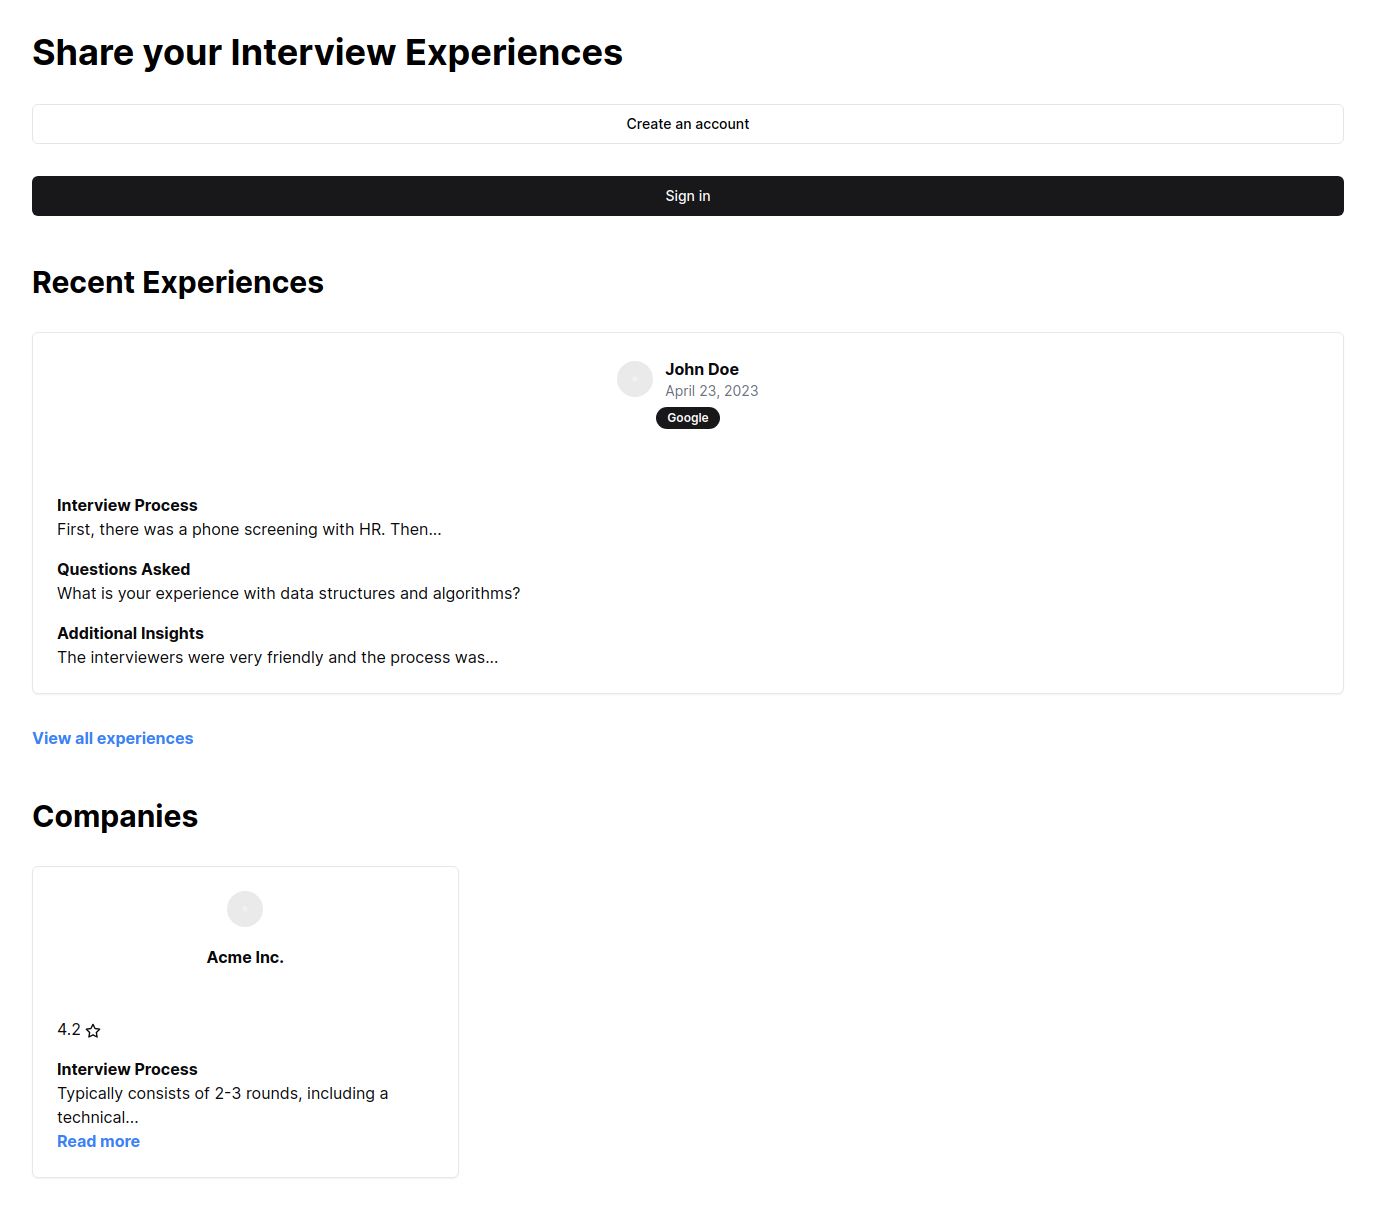 Share your Interview Experiences
Create an account
Sign in
Recent Experiences
John Doe
April 23, 2023
Google
Interview Process
First, there was a phone screening with HR. Then...
Questions Asked
What is your experience with data structures and algorithms?
Additional Insights
The interviewers were very friendly and the process was...
View all experiences
Companies
Acme Inc.
4.2
Interview Process
Typically consists of 2-3 rounds, including a
technical...
Read more